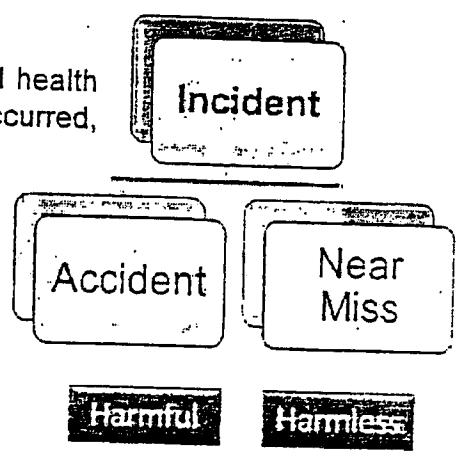 l health
ccurred,
Incident
Accident
Near
Miss
Harmful
Harmless